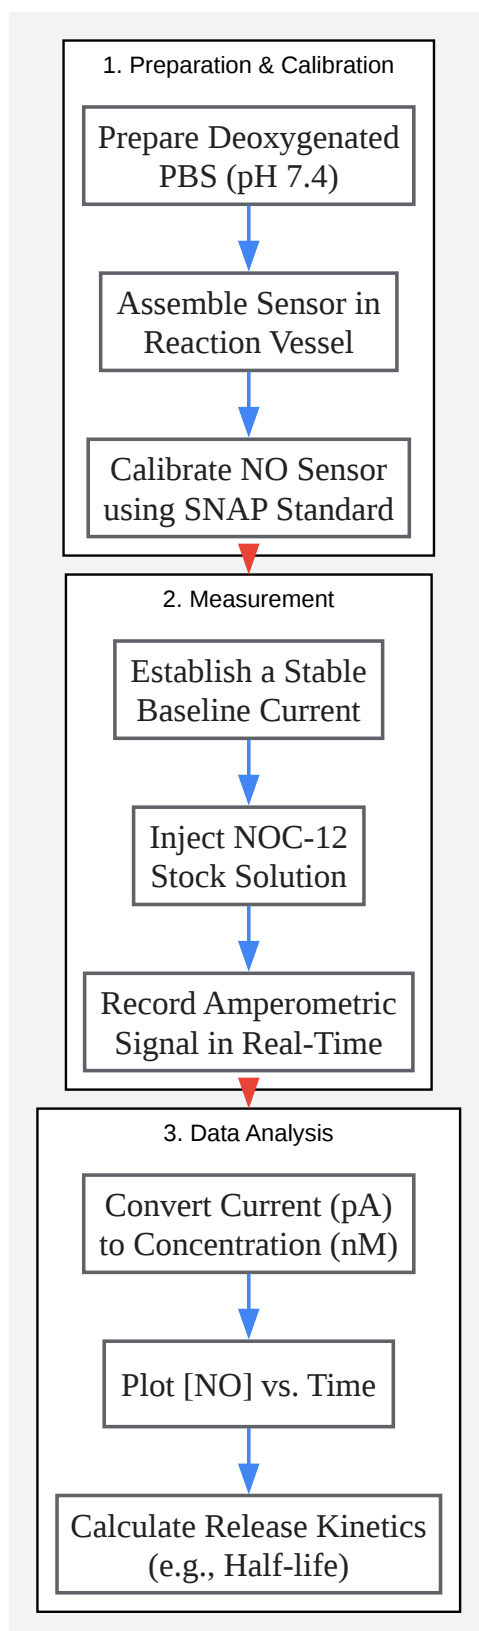 1. Preparation & Calibration
Prepare Deoxygenated
PBS (pH 7.4)
Assemble Sensor in
Reaction Vessel
Calibrate NO Sensor
using SNAP Standard
2. Measurement
Establish a Stable
Baseline Current
Inject NOC-12
Stock Solution
Record Amperometric
Signal in Real-Time
3. Data Analysis
Convert Current (pA)
to Concentration (nM)
Plot [NO] vs. Time
Calculate Release Kinetics
(e.g., Half-life)